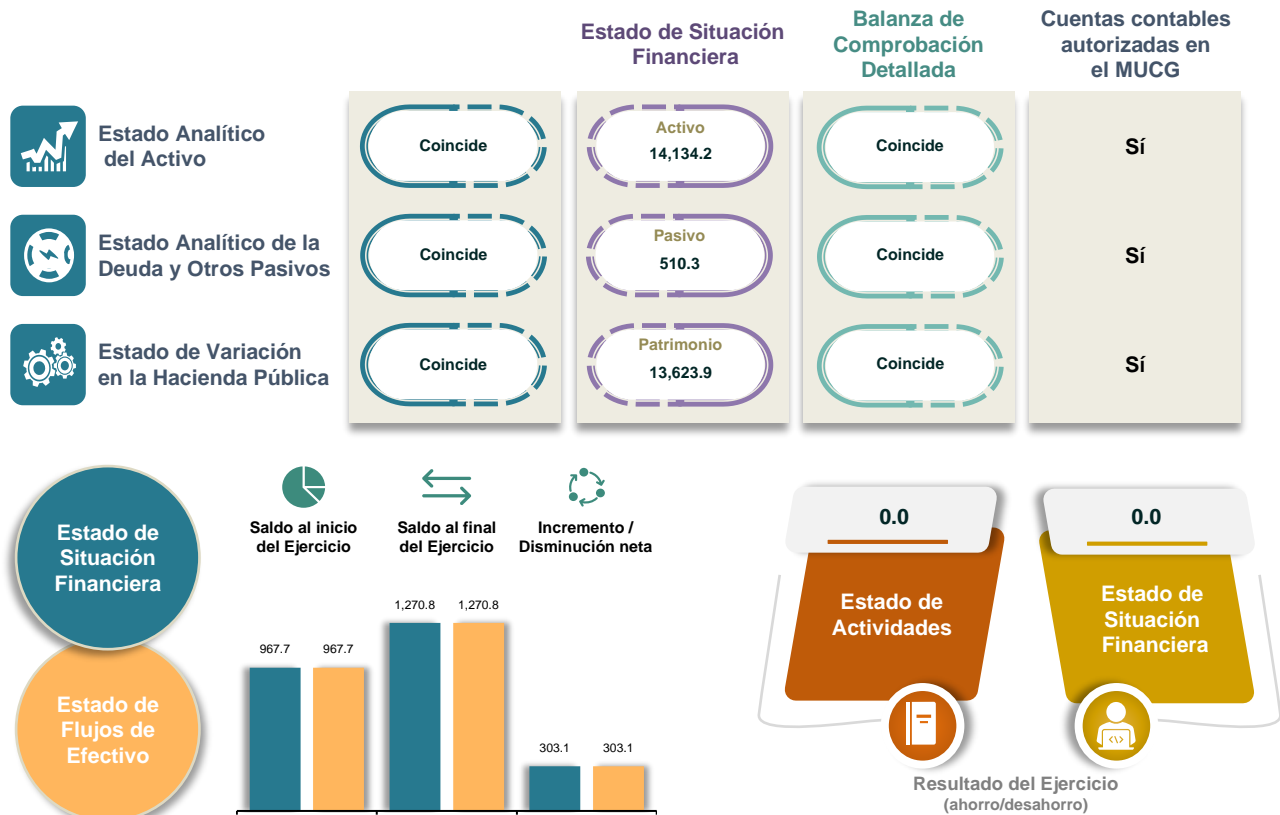 Estado de Situación
Financiera
Balanza de
Comprobación
Detallada
Cuentas contables
autorizadas en
el MUCG
Estado Analítico
del Activo
Coincide
Activo
14,134.2
Coincide
Sí
Estado Analítico de la
Deuda y Otros Pasivos
Coincide
Pasivo
510.3
Coincide
Sí
Estado de Variación
en la Hacienda Pública
Coincide
Patrimonio
13,623.9
Coincide
Sí
Estado de
Situación
Financiera
Estado de
Flujos de
Efectivo
Saldo al inicio
del Ejercicio
Saldo al final
del Ejercicio
Incremento /
Disminución neta
967.7
967.7
1,270.8
1,270.8
303.1
303.1
0.0
Estado de
Actividades
0.0
Estado de
Situación
Financiera
Resultado del Ejercicio
(ahorro/desahorro)